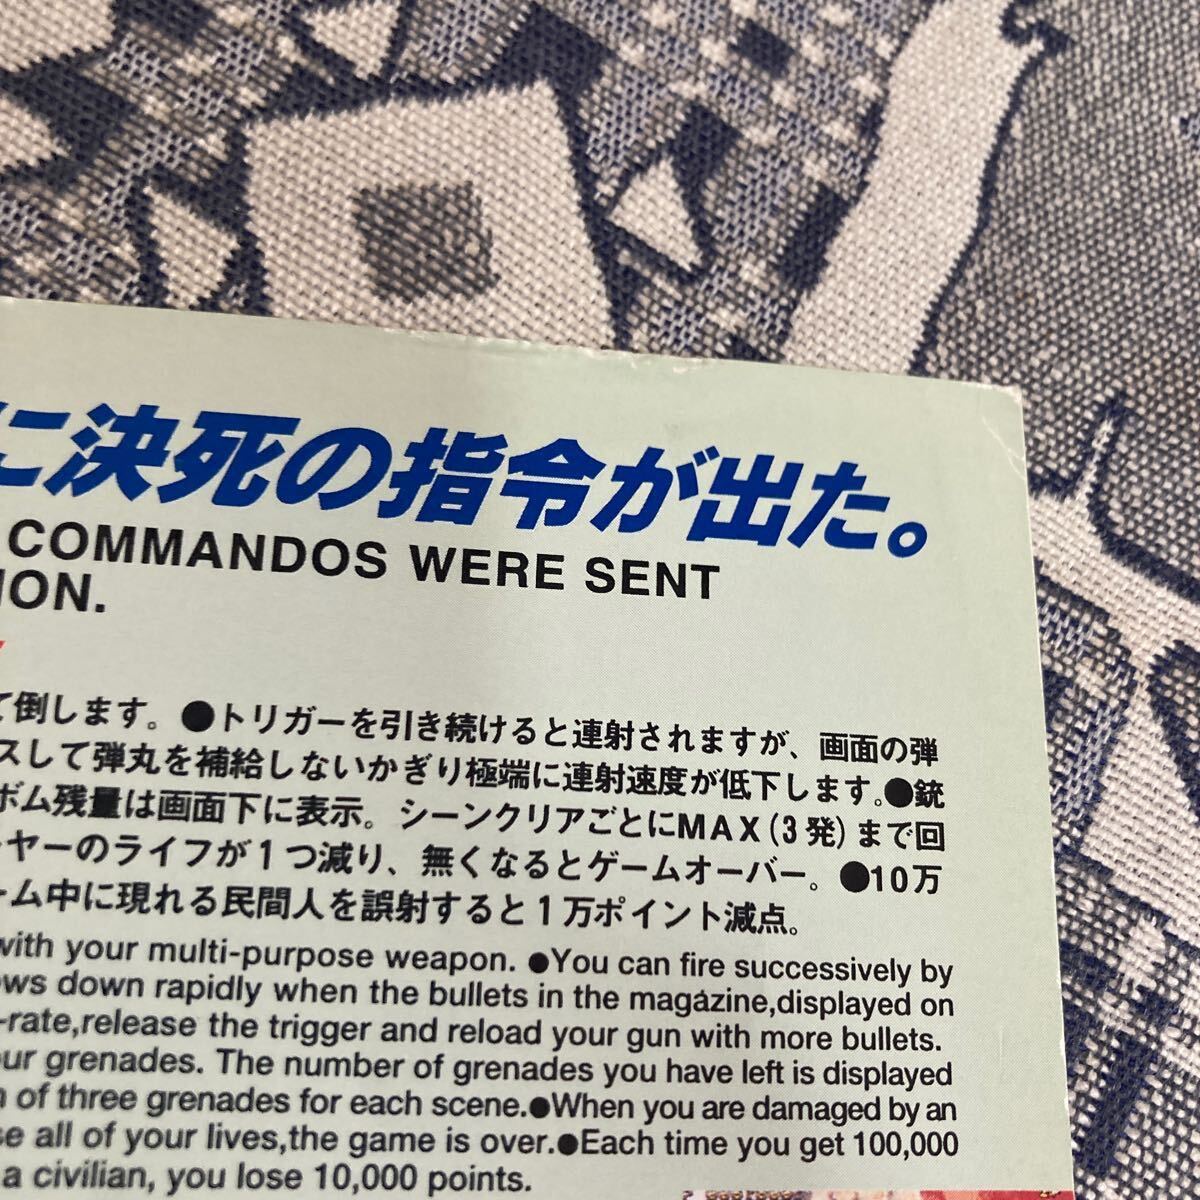 に決死の指令が出た。
COMMANDOS WERE SENT
ION.
て倒します。●トリガーを引き続けると連射されますが、画面の弾
スして弾丸を補給しないかぎり極端に連射速度が低下します。●銃
ボム残量は画面下に表示。シーンクリアごとにMAX(3発)まで回
ーヤーのライフが1つ減り、無くなるとゲームオーバー。●10万
ーム中に現れる民間人を誤射すると1万ポイント減点。
with your multi-purpose weapon. ●You can fire successively by
ows down rapidly when the bullets in the magazine,displayed on
-rate,release the trigger and reload your gun with more bullets.
our grenades. The number of grenades you have left is displayed
n of three grenades for each scene.●When you are damaged by an
se all of your lives,the game is over.●Each time you get 100,000
a civilian, you lose 10,000 points.